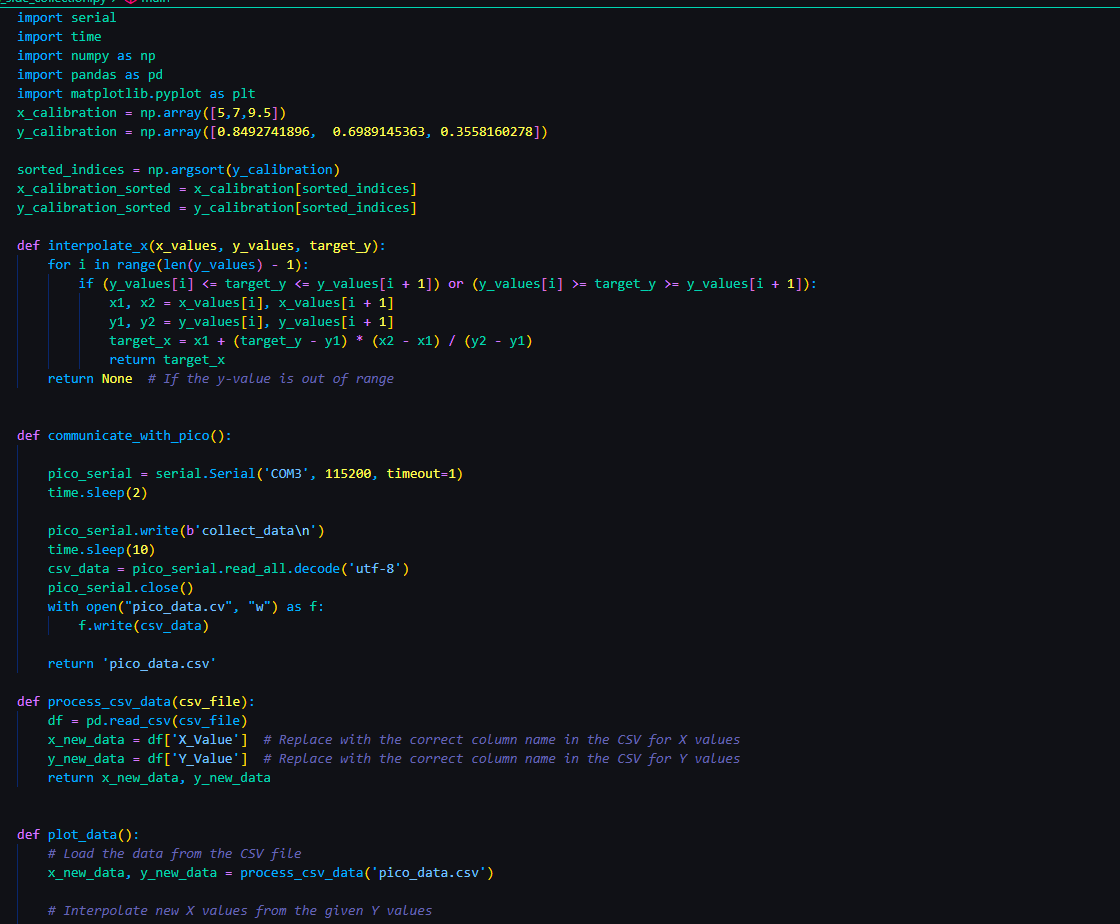 import serial
import time
import numpy as np
import pandas as pd
import matplotlib.pyplot as plt
x_calibration = np.array([5,7,9.5])
y_calibration = np.array([0.8492741896,  0.6989145363, 0.3558160278])

sorted_indices = np.argsort(y_calibration)
x_calibration_sorted = x_calibration[sorted_indices]
y_calibration_sorted = y_calibration[sorted_indices]

def interpolate_x(x_values, y_values, target_y):
    for i in range(len(y_values) - 1):
        if (y_values[i] <= target_y <= y_values[i + 1]) or (y_values[i] >= target_y >= y_values[i + 1]):
            x1, x2 = x_values[i], x_values[i + 1]
            y1, y2 = y_values[i], y_values[i + 1]
            target_x = x1 + (target_y - y1) * (x2 - x1) / (y2 - y1)
            return target_x
    return None  # If the y-value is out of range


def communicate_with_pico():

    pico_serial = serial.Serial('COM3', 115200, timeout=1)
    time.sleep(2)

    pico_serial.write(b'collect_data\n')
    time.sleep(10)
    csv_data = pico_serial.read_all.decode('utf-8')
    pico_serial.close()
    with open("pico_data.cv", "w") as f:
        f.write(csv_data)

    return 'pico_data.csv'

def process_csv_data(csv_file):
    df = pd.read_csv(csv_file)
    x_new_data = df['X_Value']  # Replace with the correct column name in the CSV for X values
    y_new_data = df['Y_Value']  # Replace with the correct column name in the CSV for Y values
    return x_new_data, y_new_data


def plot_data():
    # Load the data from the CSV file
    x_new_data, y_new_data = process_csv_data('pico_data.csv')

    # Interpolate new X values from the given Y values